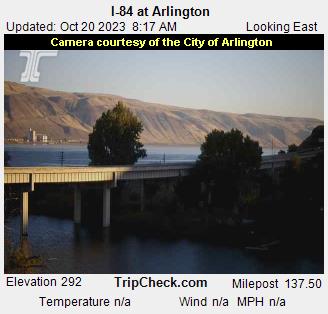 I-84 at Arlington
Updated: Oct 20 2023 8:17 AM Looking East
Camera courtesy of the City of Arlington
Elevation 292 TripCheck.com Milepost 137.50
Temperature n/a Wind n/a MPH n/a